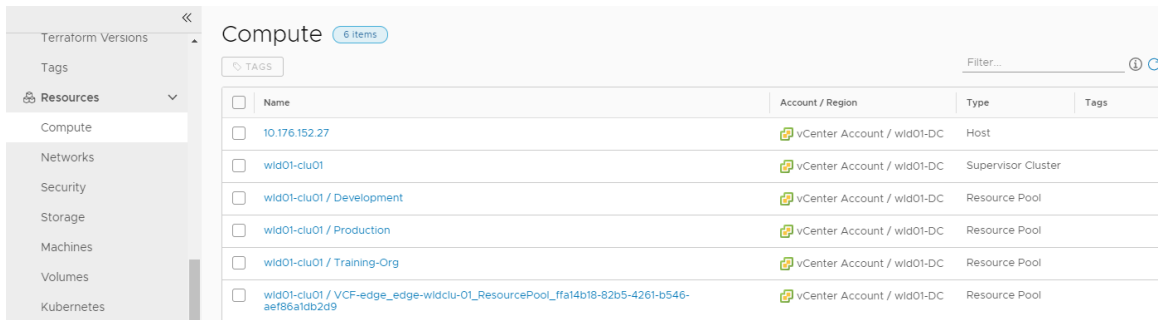 Terraform Versions
Tags
Resources
Compute
Networks
Security
Storage
Machines
Volumes
Kubernetes
Compute 6 items
TAGS
Filter...
Name Account / Region Type Tags
10.176.152.27 vCenter Account / wld01-DC Host
wld01-clu01 vCenter Account / wld01-DC Supervisor Cluster
wld01-clu01 / Development vCenter Account / wld01-DC Resource Pool
wld01-clu01 / Production vCenter Account / wld01-DC Resource Pool
wld01-clu01 / Training-Org vCenter Account / wld01-DC Resource Pool
wld01-clu01 / VCF-edge_edge-wldclu-01_ResourcePool_ffa14b18-82b5-4261-b546- vCenter Account / wld01-DC Resource Pool
aef86a1db2d9